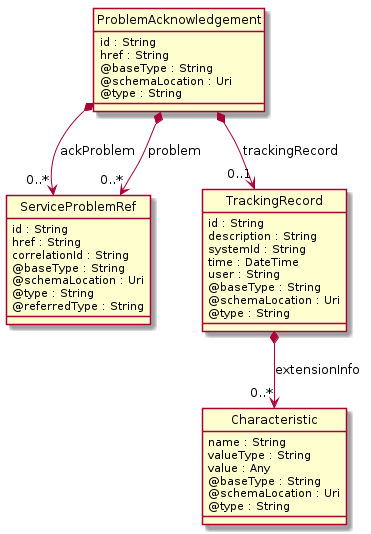 ProblemAcknowledgement
id : String
href : String
@baseType : String
@schemaLocation : Uri
@type : String
ackProblem
problem
trackingRecord
0..*
0..*
0..1
ServiceProblemRef
id : String
href : String
correlationId : String
@baseType : String
@schemaLocation : Uri
@type : String
@referredType : String
TrackingRecord
id : String
description : String
systemId : String
time : DateTime
user : String
@baseType : String
@schemaLocation : Uri
@type : String
extensionInfo
0..*
Characteristic
name : String
valueType : String
value : Any
@baseType : String
@schemaLocation : Uri
@type : String